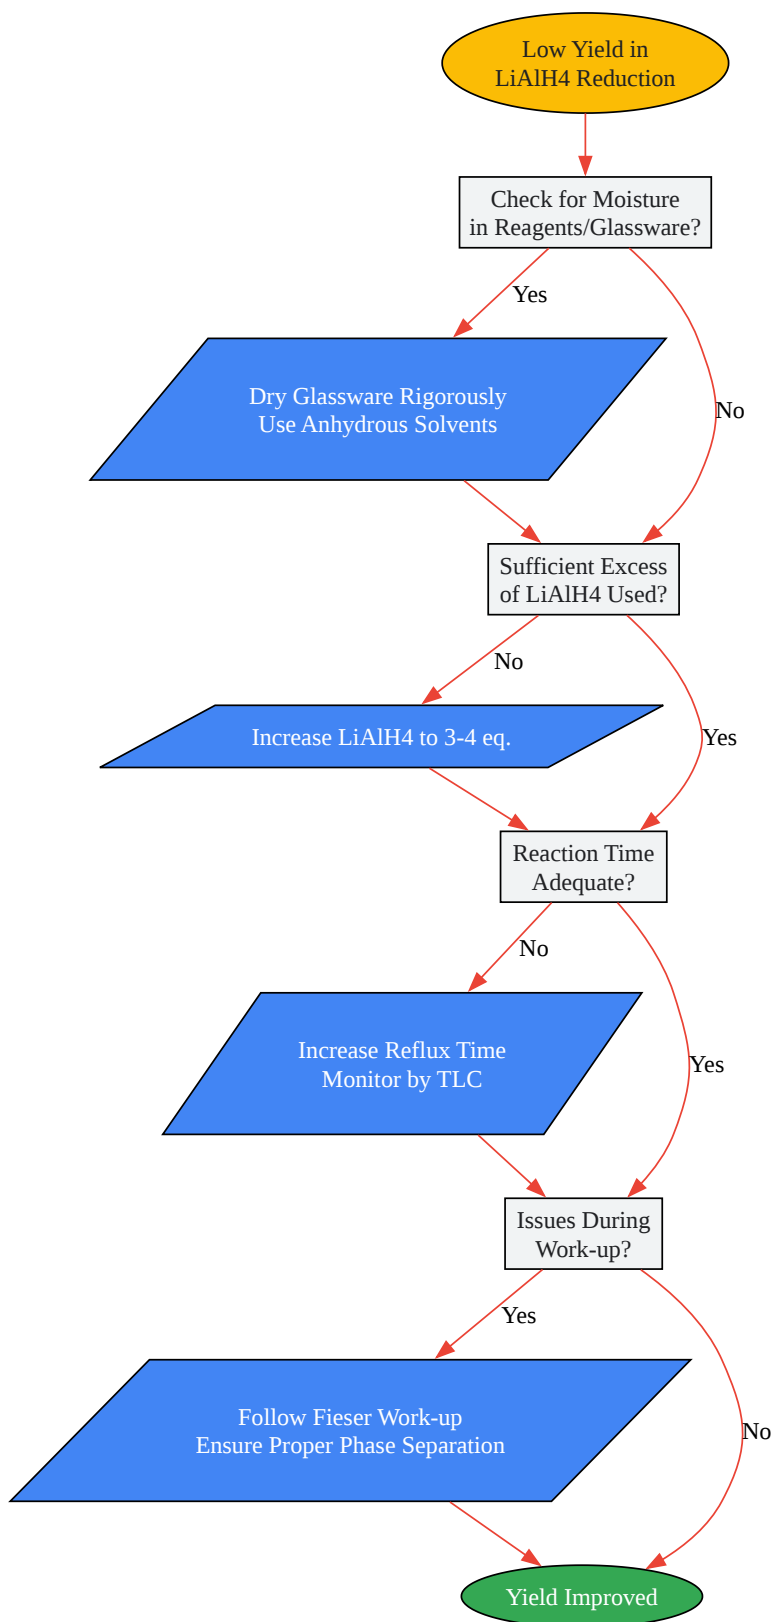 Low Yield in
LiAlH4 Reduction
Check for Moisture
in Reagents/Glassware?
Yes
Dry Glassware Rigorously
Use Anhydrous Solvents
No
Sufficient Excess
of LiAlH4 Used?
No
Increase LiAlH4 to 3-4 eq.
Yes
Reaction Time
Adequate?
No
Increase Reflux Time
Monitor by TLC
Yes
Issues During
Work-up?
Yes
Follow Fieser Work-up
Ensure Proper Phase Separation
No
Yield Improved